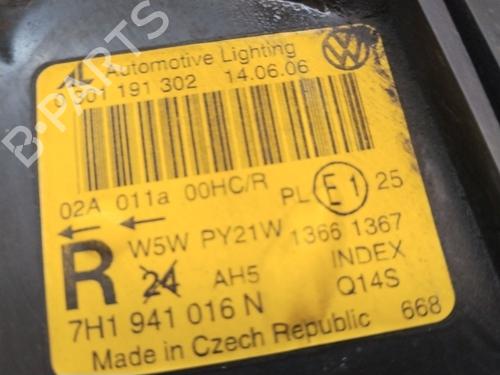 AL Automotive Lighting
0 301 191 302 14.06.06
02A 011a 00HC/R PL E1 25
R W5W PY21W 1366 1367
24 AH5 INDEX
Q14S
7H1 941 016 N 668
Made in Czech Republic
B-PARTS